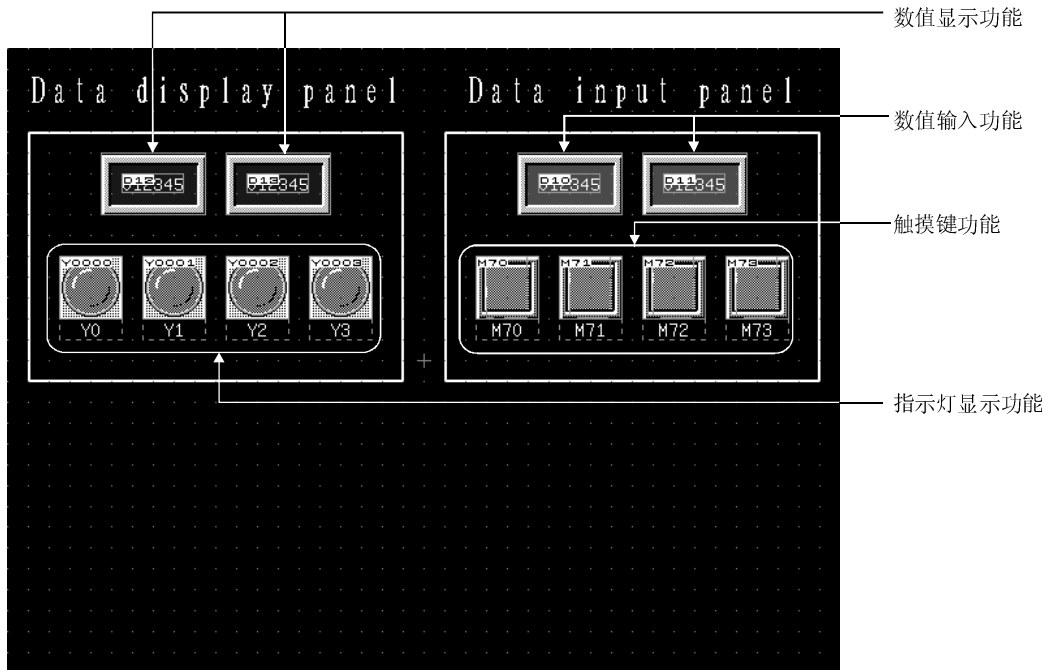 数值显示功能
Data display panel
Data input panel
数值输入功能
D12 012345
D13 012345
D10 012345
D11 012345
触摸键功能
Y0000
Y0001
Y0002
Y0003
M70
M71
M72
M73
Y0
Y1
Y2
Y3
M70
M71
M72
M73
指示灯显示功能